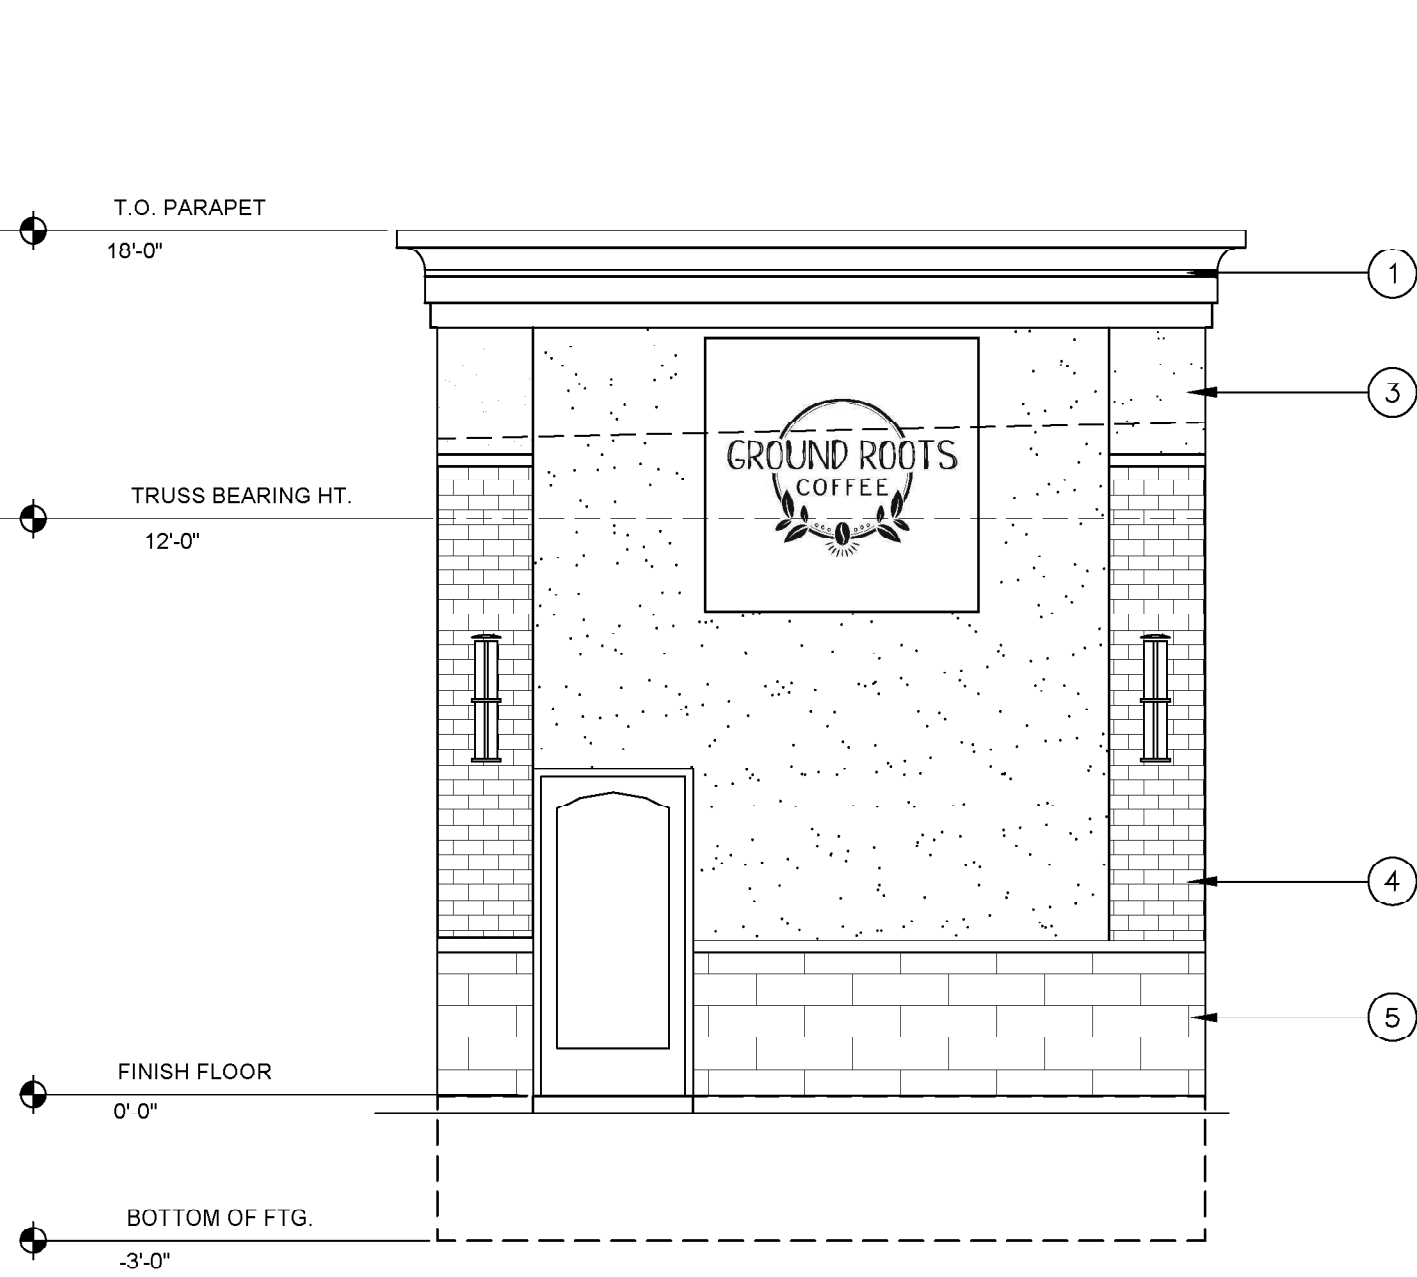 T.O. PARAPET
18'-0"
1
3
GROUND ROOTS
COFFEE
TRUSS BEARING HT.
12'-0"
4
5
FINISH FLOOR
0' 0"
BOTTOM OF FTG.
-3'-0"